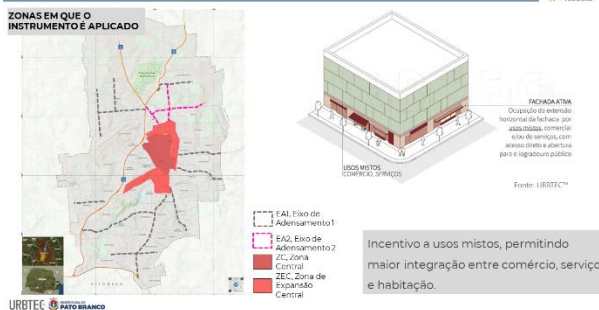 ZONAS EM QUE O
INSTRUMENTO É APLICADO
FACHADA ATIVA
Ocupação da extensão
horizontal da fachada por
usos mistos, comercial
e/ou de serviços, com
acesso direto e abertura
para o logradouro público
USOS MISTOS
COMÉRCIO, SERVIÇOS
Fonte: URBTEC™
EA1, Eixo de
Adensamento 1
EA2, Eixo de
Adensamento 2
ZC, Zona
Central
ZEC, Zona de
Expansão
Central
Incentivo a usos mistos, permitindo
maior integração entre comércio, serviço
e habitação.
URBTEC
PATO BRANCO